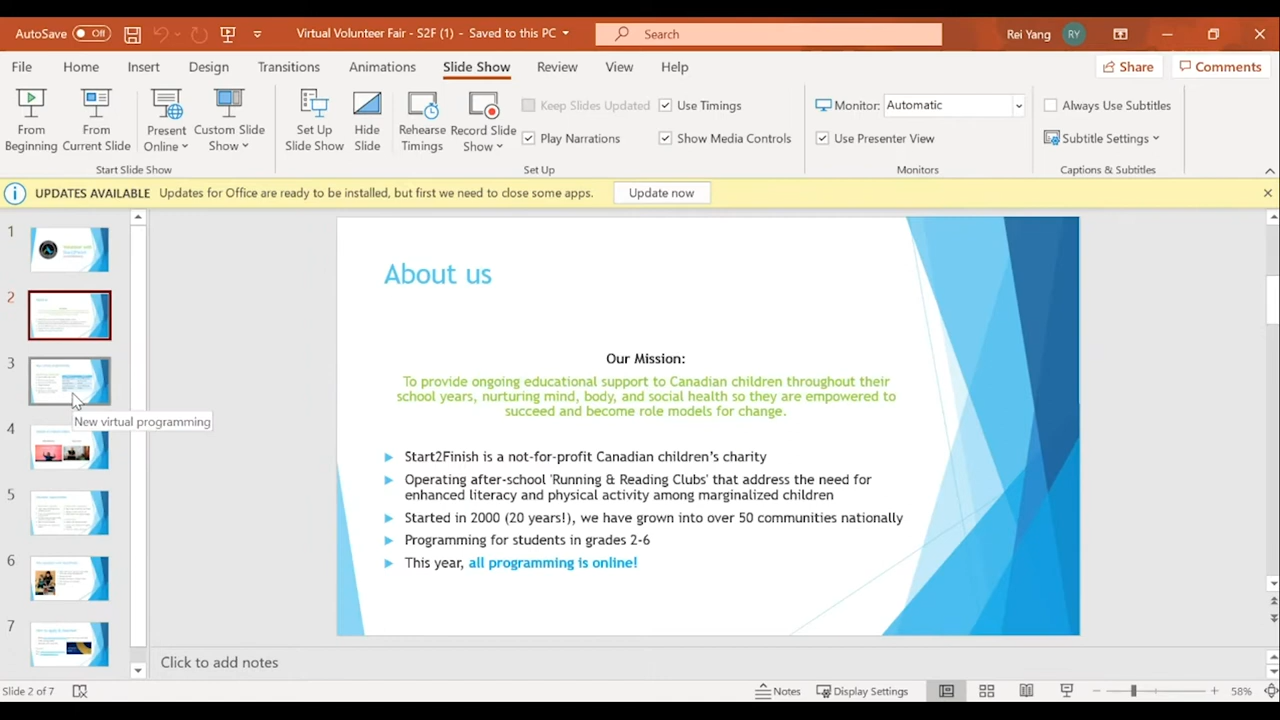 AutoSave Off
Virtual Volunteer Fair - S2F (1) - Saved to this PC
Search
Rei Yang RY
File Home Insert Design Transitions Animations Slide Show Review View Help Share Comments
From Beginning
From Current Slide
Present Online
Custom Slide Show
Start Slide Show
Set Up Slide Show
Hide Slide
Rehearse Timings
Record Slide Show
Keep Slides Updated
Play Narrations
Use Timings
Show Media Controls
Set Up
Monitor: Automatic
Use Presenter View
Monitors
Always Use Subtitles
Subtitle Settings
Captions & Subtitles
UPDATES AVAILABLE Updates for Office are ready to be installed, but first we need to close some apps. Update now
1
2
3
New virtual programming
4
5
6
7
About us
Our Mission:
To provide ongoing educational support to Canadian children throughout their
school years, nurturing mind, body, and social health so they are empowered to
succeed and become role models for change.
Start2Finish is a not-for-profit Canadian children's charity
Operating after-school 'Running & Reading Clubs' that address the need for
enhanced literacy and physical activity among marginalized children
Started in 2000 (20 years!), we have grown into over 50 communities nationally
Programming for students in grades 2-6
This year, all programming is online!
Click to add notes
Slide 2 of 7
Notes Display Settings 58%